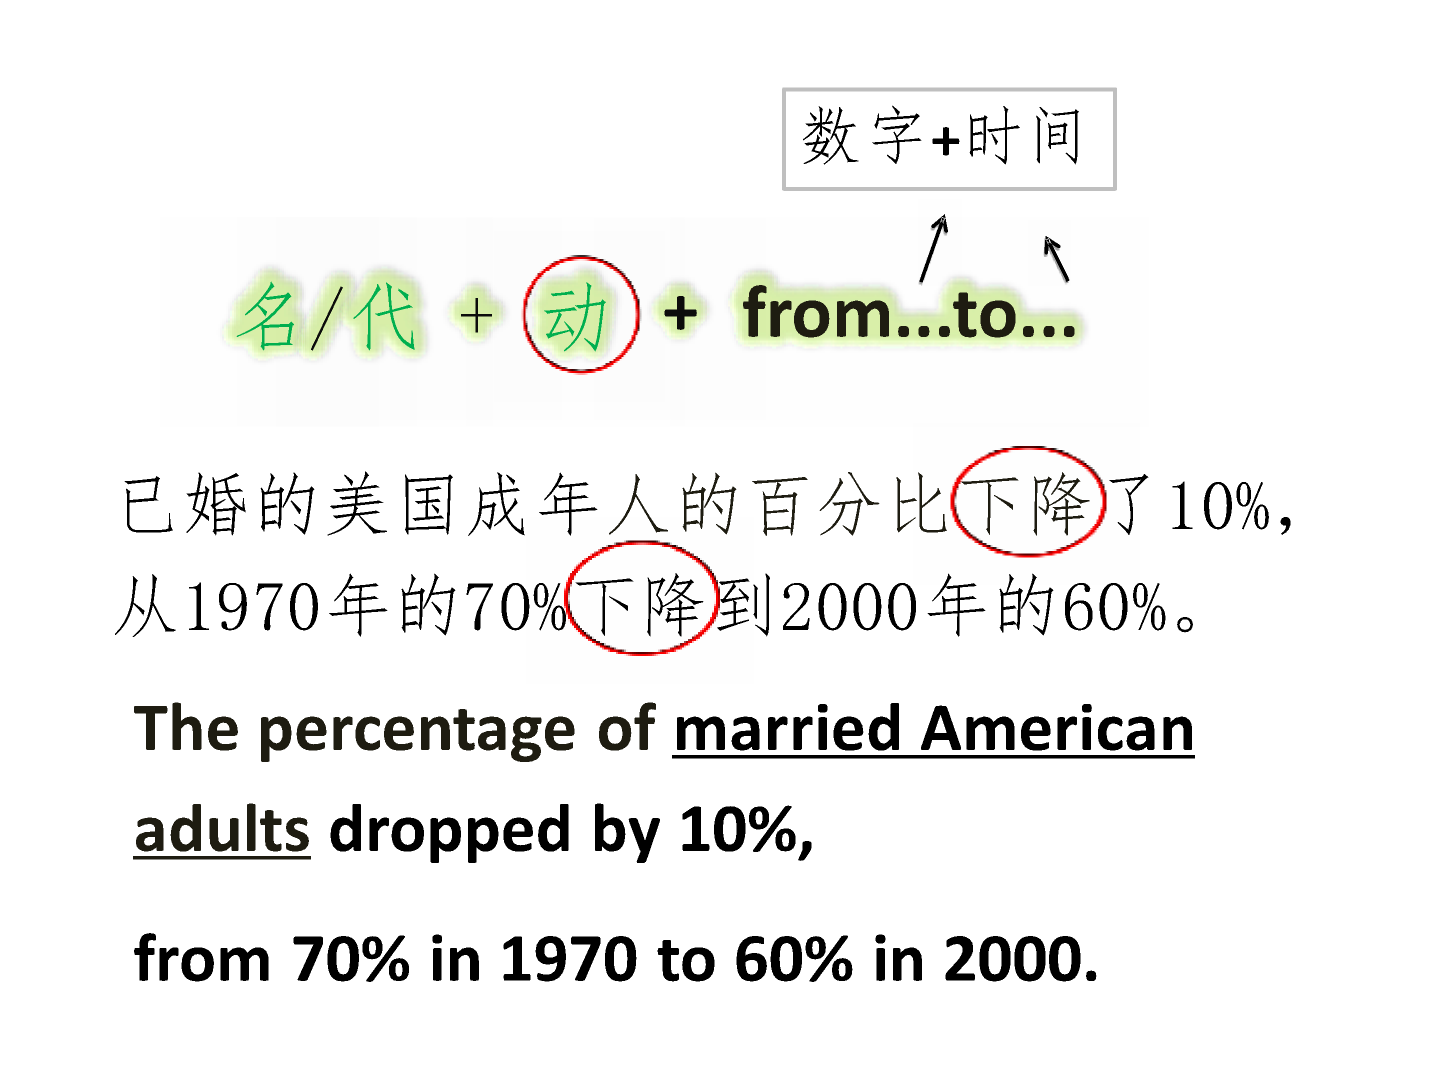 数字+时间
名/代 + 动 + from...to...
已婚的美国成年人的百分比下降了10%,
从1970年的70%下降到2000年的60%。
The percentage of married American
adults dropped by 10%,
from 70% in 1970 to 60% in 2000.